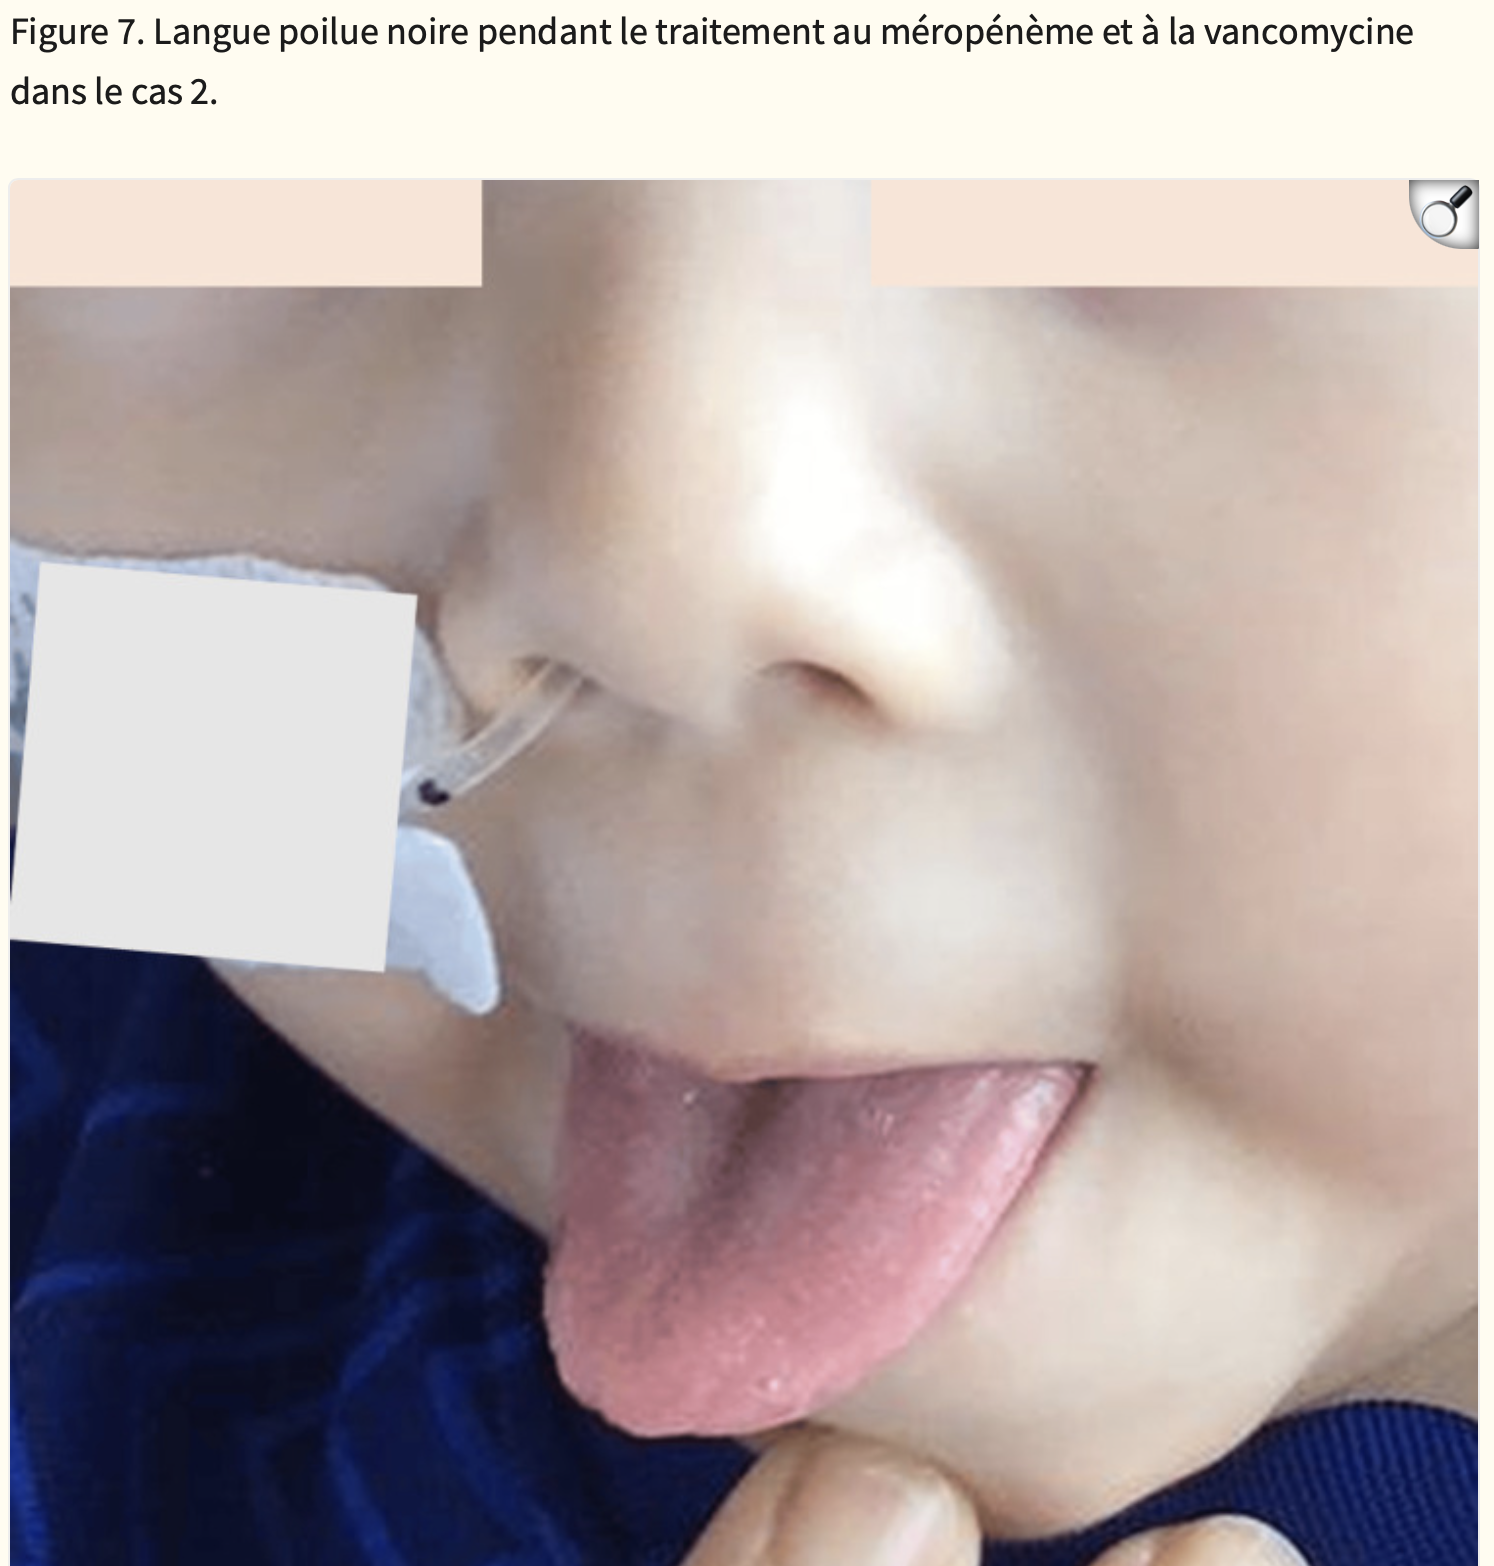 Figure 7. Langue poilue noire pendant le traitement au méropénème et à la vancomycine
dans le cas 2.